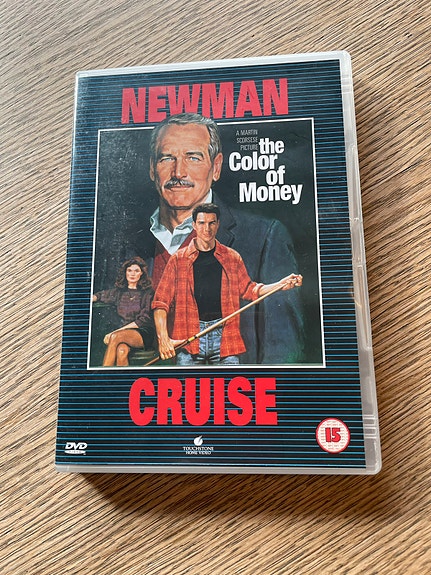 NEWMAN
A MARTIN
SCORSESE
PICTURE
the
Color
of
Money
CRUISE
DVD
TOUCHSTONE
HOME VIDEO
15